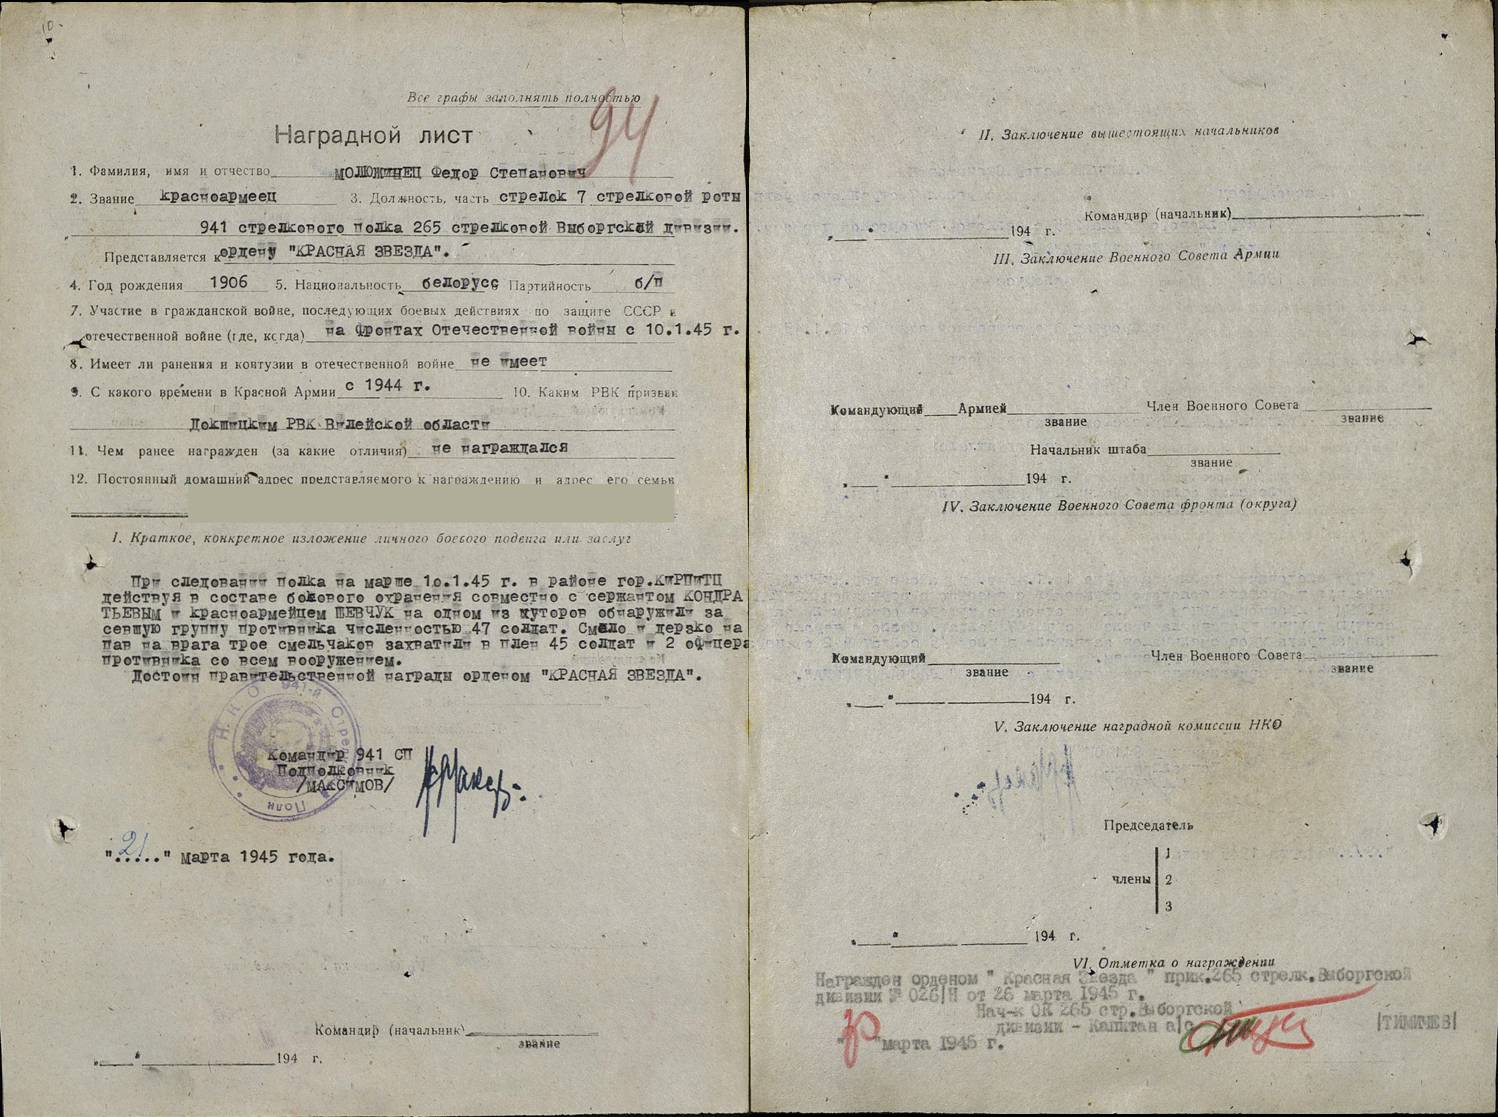 Все графы заполнять полностью
94
Наградной лист
1. Фамилия, имя и отчество МОЛЮЖИНЕЦ Федор Степанович
2. Звание красноармеец 3. Должность, часть стрелок 7 стрелковой роты
941 стрелкового полка 265 стрелковой Выборгской дивизии.
Представляется к ордену "КРАСНАЯ ЗВЕЗДА".
4. Год рождения 1906 5. Национальность белорусс Партийность б/п
7. Участие в гражданской войне, последующих боевых действиях по защите СССР и
отечественной войне (где, когда) на Фронтах Отечественной войны с 10.1.45 г.
8. Имеет ли ранения и контузии в отечественной войне не имеет
9. С какого времени в Красной Армии с 1944 г. 10. Каким РВК призван
Докшицким РВК Вилейской области
11. Чем ранее награжден (за какие отличия) не награждался
12. Постоянный домашний адрес представляемого к награждению и адрес его семьи
I. Краткое, конкретное изложение личного боевого подвига или заслуг
При следовании полка на марше 10.1.45 г. в районе гор.КИРПИТЦ
действуя в составе бокового охранения совместно с сержантом КОНДРА
ТЬЕВЫМ и красноармейцем ШЕВЧУК на одном из хуторов обнаружили за
севшую группу противника численностью 47 солдат. Смело и дерзко на
пав на врага трое смельчаков захватили в плен 45 солдат и 2 офицера
противника со всем вооружением.
Достоин правительственной награды орденом "КРАСНАЯ ЗВЕЗДА".
Н.К.О. 941-й Стрел Полк
Командир 941 СП
Подполковник
/МАКСИМОВ/
"21" марта 1945 года.
Командир (начальник)
звание
" " 194 г.
II. Заключение вышестоящих начальников
Командир (начальник)
" " 194 г.
III. Заключение Военного Совета Армии
Командующий Армией Член Военного Совета
звание звание
Начальник штаба
звание
" " 194 г.
IV. Заключение Военного Совета фронта (округа)
Командующий Член Военного Совета
звание звание
" " 194 г.
V. Заключение наградной комиссии НКО
Председатель
члены
1
2
3
" " 194 г.
VI. Отметка о награждении
Награжден орденом " Красная Звезда " прик.265 стрелк.Выборгской
дивизии № 026/Н от 26 марта 1945 г.
Нач-к ОК 265 стр.Выборгской
дивизии - Капитан а/с /ТИМИЧЕВ/
" "марта 1945 г.